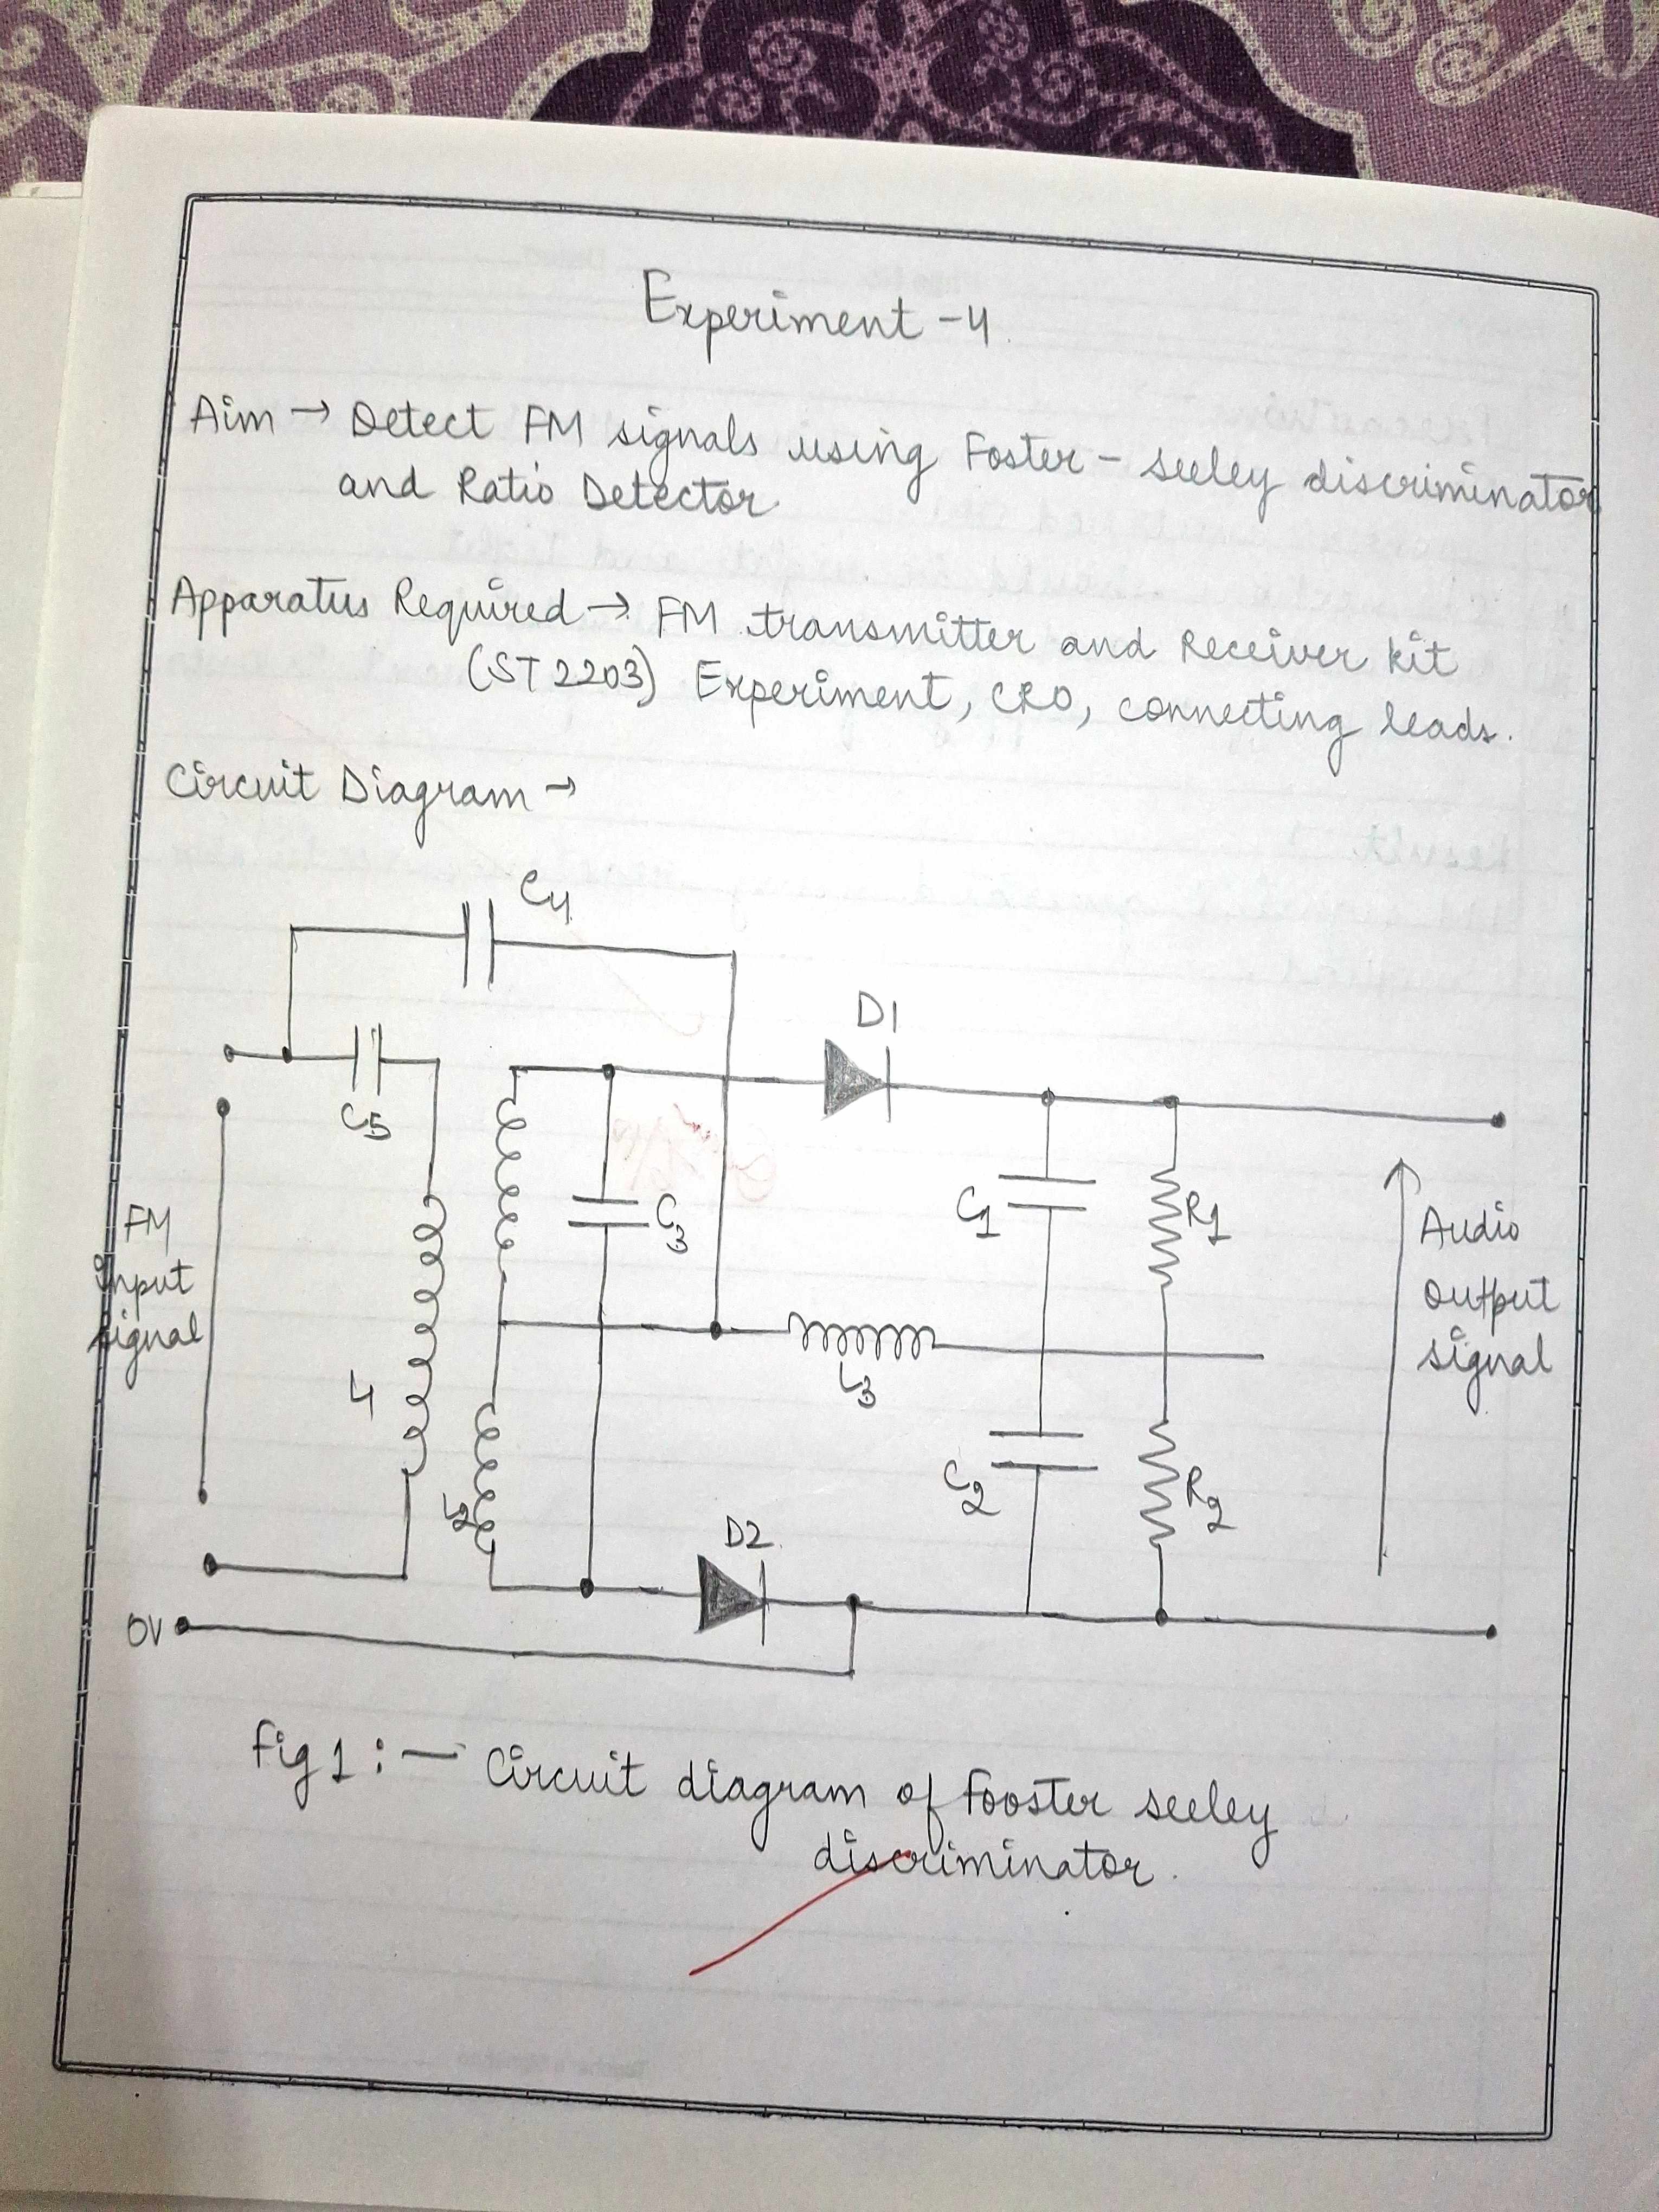 Experiment - 4
Aim → Detect FM signals using Foster - seeley discriminator
and Ratio Detector
Apparatus Required → FM transmitter and Receiver kit
(ST2203) Experiment, CRO, connecting leads.
Circuit Diagram →
C4
D1
C5
FM
Input
signal
C3
C1
R1
Audio
output
signal
L1
L3
C2
R2
L2
D2
0V
Fig 1 : — Circuit diagram of Fooster seeley
discriminator.